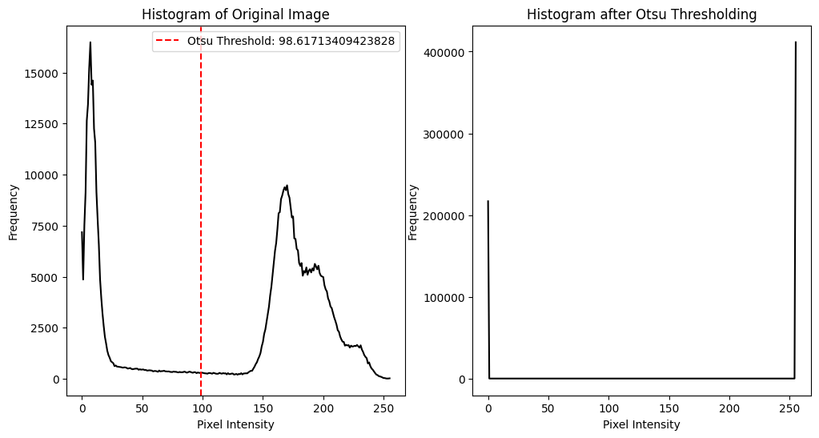 Histogram of Original Image
Otsu Threshold: 98.61713409423828
15000
12500
10000
7500
5000
2500
0
Frequency
0 50 100 150 200 250
Pixel Intensity
Histogram after Otsu Thresholding
400000
300000
200000
100000
0
Frequency
0 50 100 150 200 250
Pixel Intensity